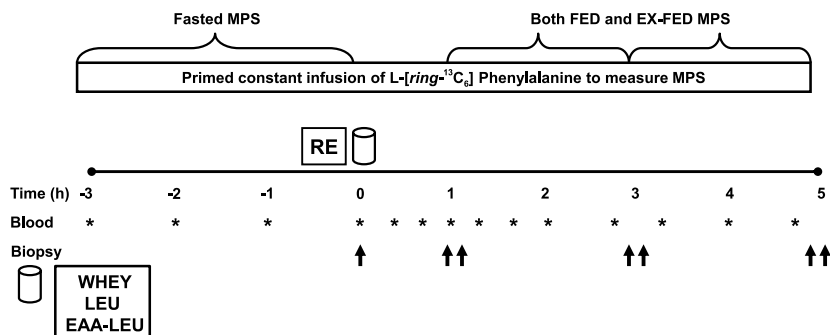 Fasted MPS
Both FED and EX-FED MPS
Primed constant infusion of L-[ring-¹³C₆] Phenylalanine to measure MPS
RE
Time (h) -3 -2 -1 0 1 2 3 4 5
Blood * * * * * * * * * * * * * *
Biopsy
WHEY
LEU
EAA-LEU